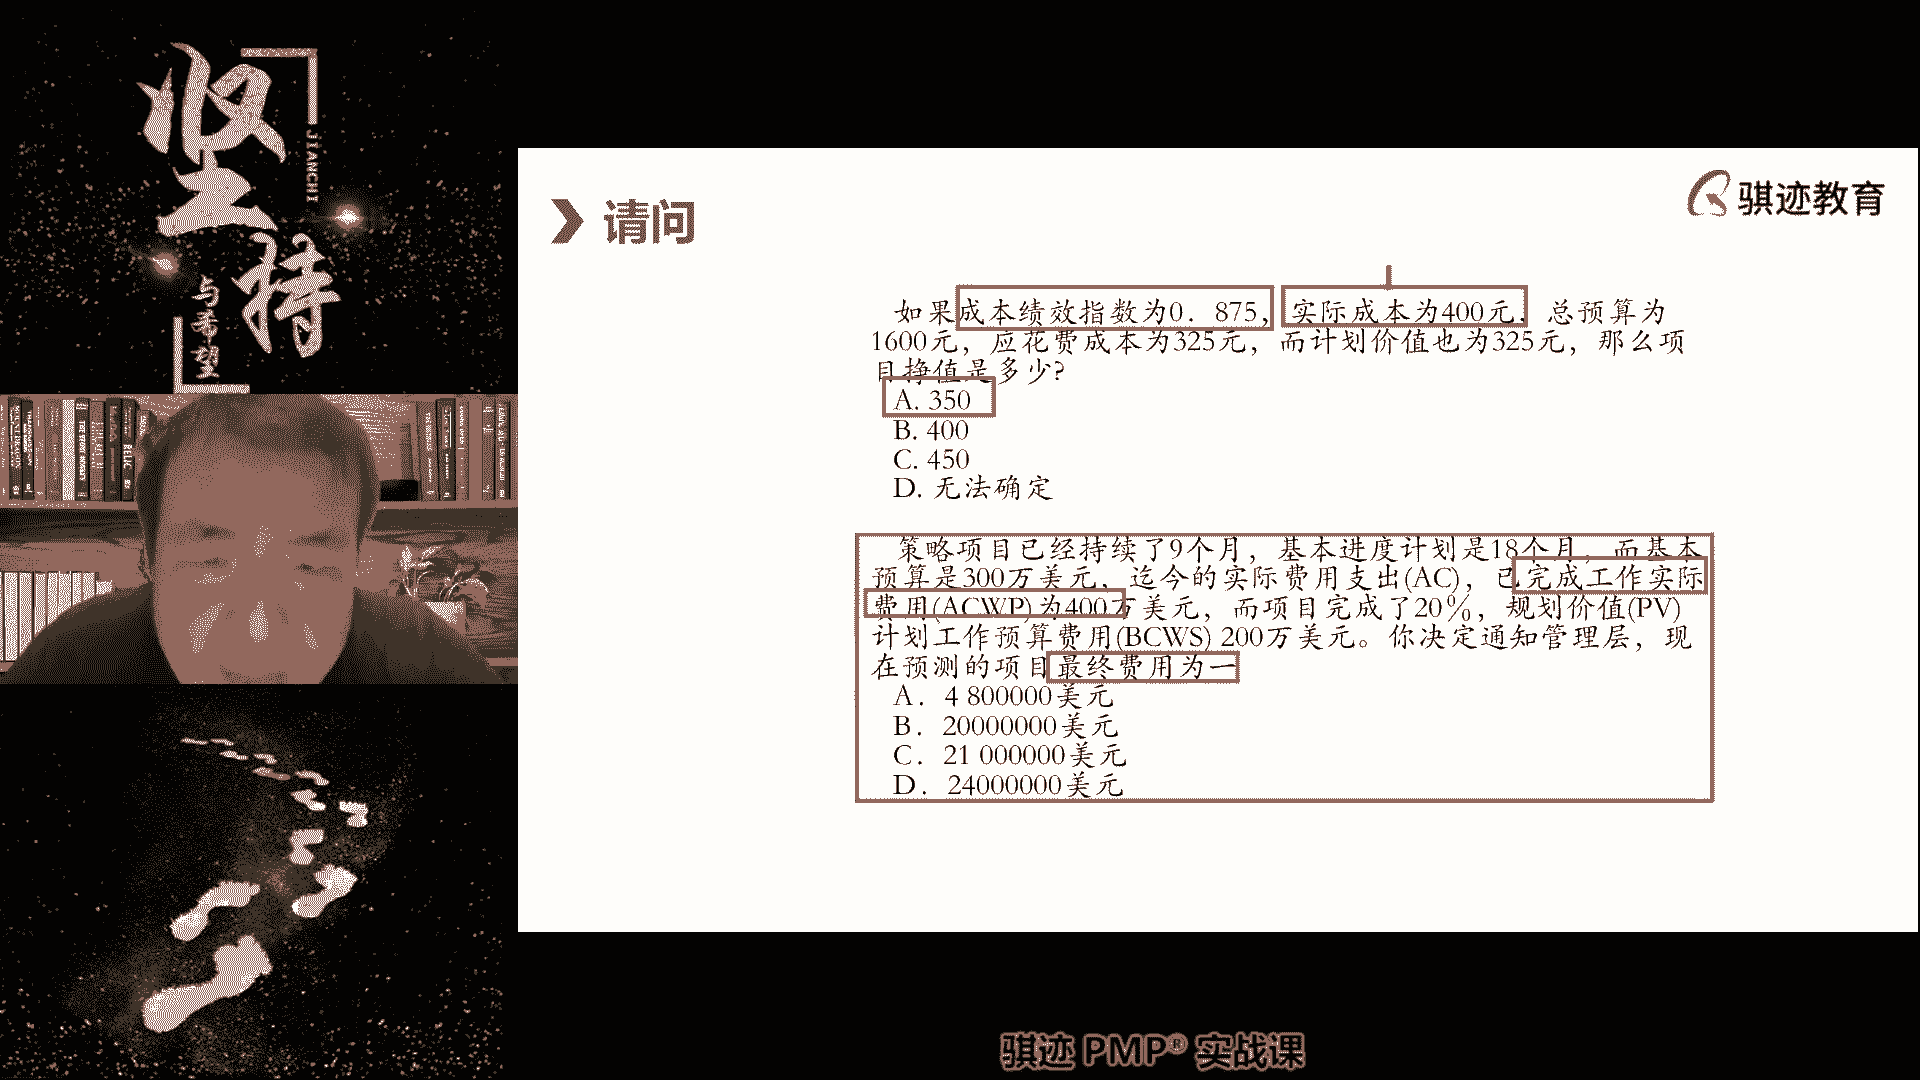 坚持
JIANCHI
与希望
请问
骐迹教育
如果成本绩效指数为0. 875, 实际成本为400元. 总预算为
1600元，应花费成本为325元，而计划价值也为325元，那么项
目挣值是多少?
A. 350
B. 400
C. 450
D. 无法确定
策略项目已经持续了9个月，基本进度计划是18个月，而基本
预算是300万美元，迄今的实际费用支出(AC)，已完成工作实际
费用(ACWP)为400万美元，而项目完成了20%，规划价值(PV)
计划工作预算费用(BCWS) 200万美元。你决定通知管理层，现
在预测的项目最终费用为一
A. 4 800000美元
B. 20000000美元
C. 21 000000美元
D. 24000000美元
骐迹 PMP® 实战课